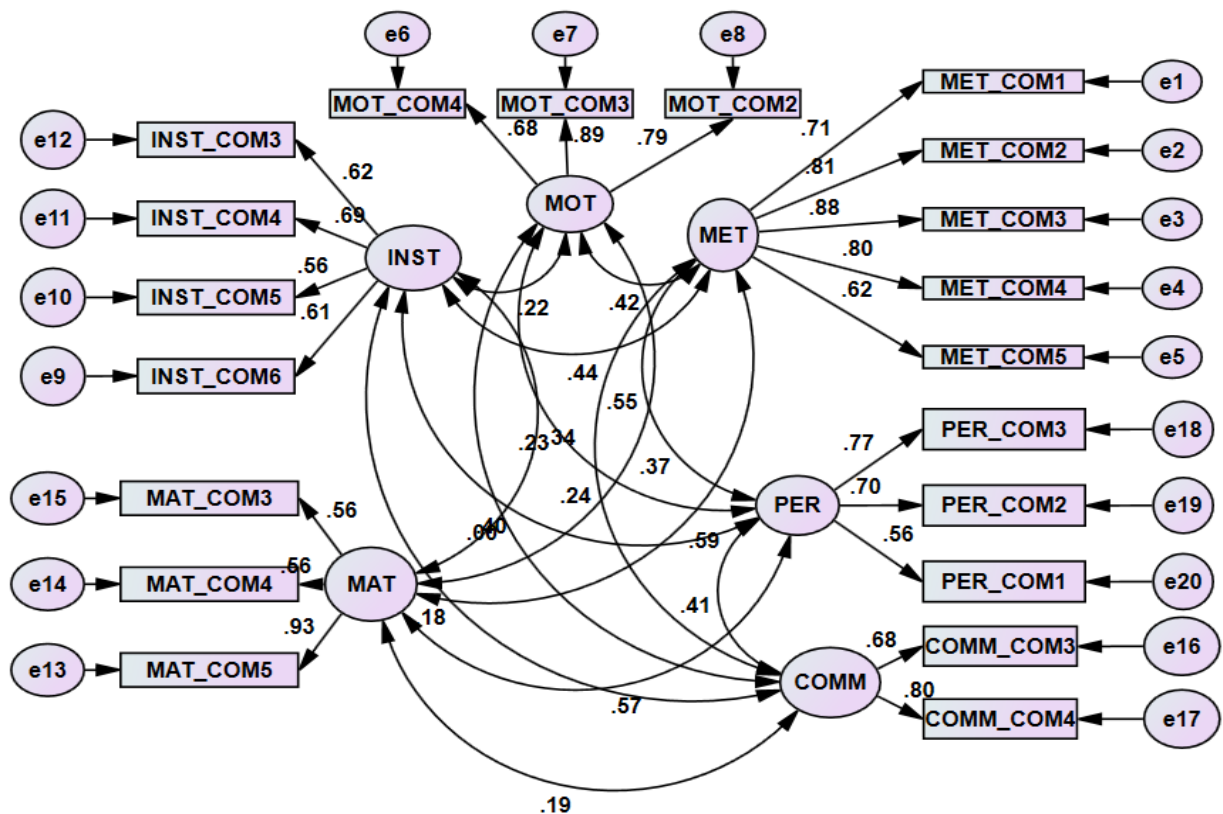 e6
e7
e8
MOT_COM4
MOT_COM3
MOT_COM2
MET_COM1
e1
e12
INST_COM3
.68
.89
.79
.71
MET_COM2
e2
.62
.81
e11
INST_COM4
.69
MOT
MET
.88
MET_COM3
e3
INST
.80
e10
INST_COM5
.56
.22
.42
.62
MET_COM4
e4
.61
e9
INST_COM6
.44
.55
MET_COM5
e5
.23
.34
.37
.77
PER_COM3
e18
e15
MAT_COM3
.56
.24
PER
.70
PER_COM2
e19
.40
.59
.56
e14
MAT_COM4
.56
MAT
PER_COM1
e20
.18
.41
.93
.68
COMM_COM3
e16
e13
MAT_COM5
COMM
.80
.57
COMM_COM4
e17
.19